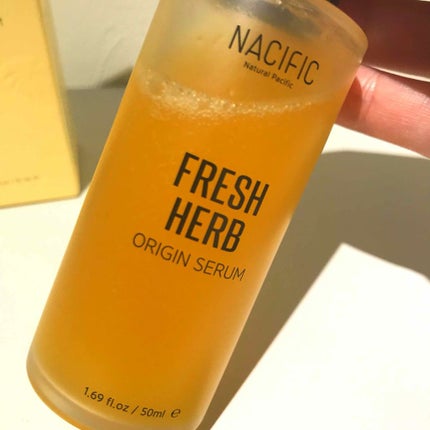 NACIFIC
Natural Pacific
FRESH
HERB
ORIGIN SERUM
1.69 fl.oz / 50ml ℮